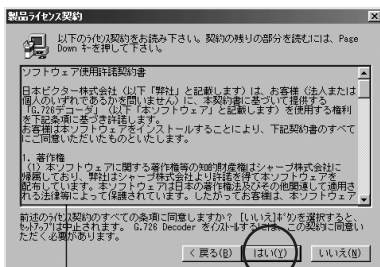 製品ライセンス契約
以下のライセンス契約をお読み下さい。契約の残りの部分を読むには、Page
Down キーを押して下さい。
ソフトウェア使用許諾契約書
日本ビクター株式会社（以下「弊社」と記載します）は、お客様（法人または
個人のいずれであるかを問いません）に、本契約書に基づいて提供する
「G.726デコーダ」（以下「本ソフトウェア」と記載します）を使用する権利
を下記条項に基づき許諾します。
お客様は本ソフトウェアをインストールすることにより、下記契約書のすべて
にご同意いただいたものといたします。
1. 著作権
(1) 本ソフトウェアに関する著作権等の知的財産権はシャープ株式会社に
帰属しており、弊社はシャープ株式会社より許諾を得て本ソフトウェアを
配布しています。本ソフトウェアは日本の著作権法及びその他関連して適用さ
れる法律等によって保護されています。したがってお客様は、本ソフトウェア
前述のライセンス契約のすべての条項に同意しますか？ [いいえ]ボタンを選択すると、
セットアップは中止されます。 G.726 Decoder をインストールするには、この契約に同意い
ただく必要があります。
< 戻る(B) はい(Y) いいえ(N)